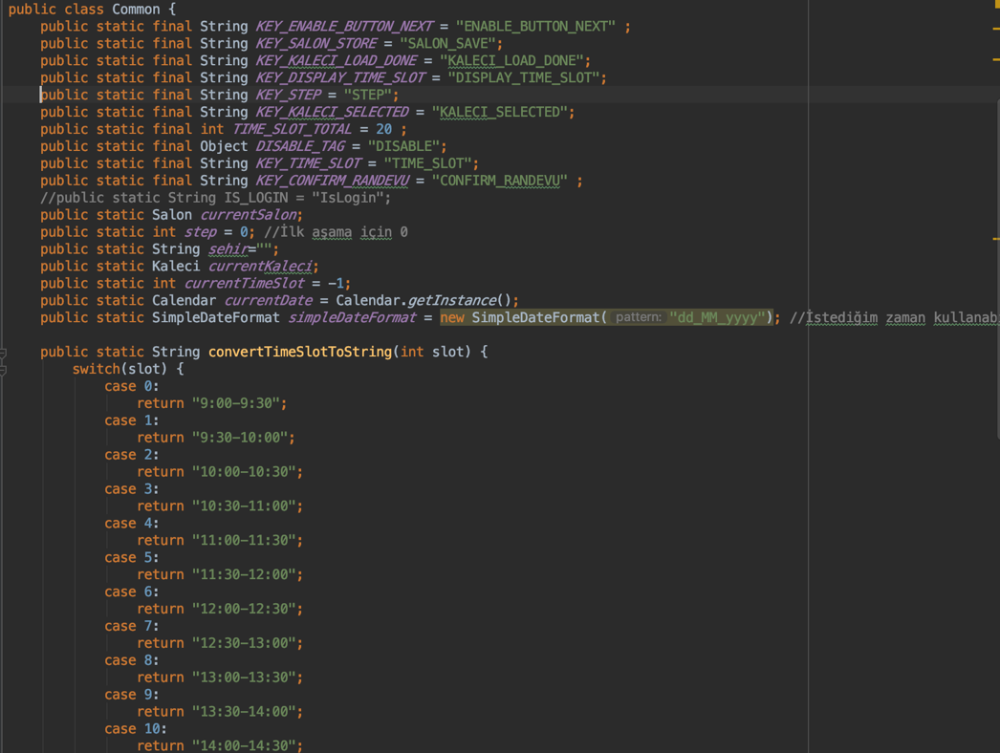 public class Common {
public static final String KEY_ENABLE_BUTTON_NEXT = "ENABLE_BUTTON_NEXT" ;
public static final String KEY_SALON_STORE = "SALON_SAVE";
public static final String KEY_KALECI_LOAD_DONE = "KALECI_LOAD_DONE";
public static final String KEY_DISPLAY_TIME_SLOT = "DISPLAY_TIME_SLOT";
public static final String KEY_STEP = "STEP";
public static final String KEY_KALECI_SELECTED = "KALECI_SELECTED";
public static final int TIME_SLOT_TOTAL = 20 ;
public static final Object DISABLE_TAG = "DISABLE";
public static final String KEY_TIME_SLOT = "TIME_SLOT";
public static final String KEY_CONFIRM_RANDEVU = "CONFIRM_RANDEVU" ;
//public static String IS_LOGIN = "IsLogin";
public static Salon currentSalon;
public static int step = 0; //İlk aşama için 0
public static String sehir="";
public static Kaleci currentKaleci;
public static int currentTimeSlot = -1;
public static Calendar currentDate = Calendar.getInstance();
public static SimpleDateFormat simpleDateFormat = new SimpleDateFormat( pattern: "dd_MM_yyyy"); //İstediğim zaman kullanab
public static String convertTimeSlotToString(int slot) {
switch(slot) {
case 0:
return "9:00-9:30";
case 1:
return "9:30-10:00";
case 2:
return "10:00-10:30";
case 3:
return "10:30-11:00";
case 4:
return "11:00-11:30";
case 5:
return "11:30-12:00";
case 6:
return "12:00-12:30";
case 7:
return "12:30-13:00";
case 8:
return "13:00-13:30";
case 9:
return "13:30-14:00";
case 10:
return "14:00-14:30";